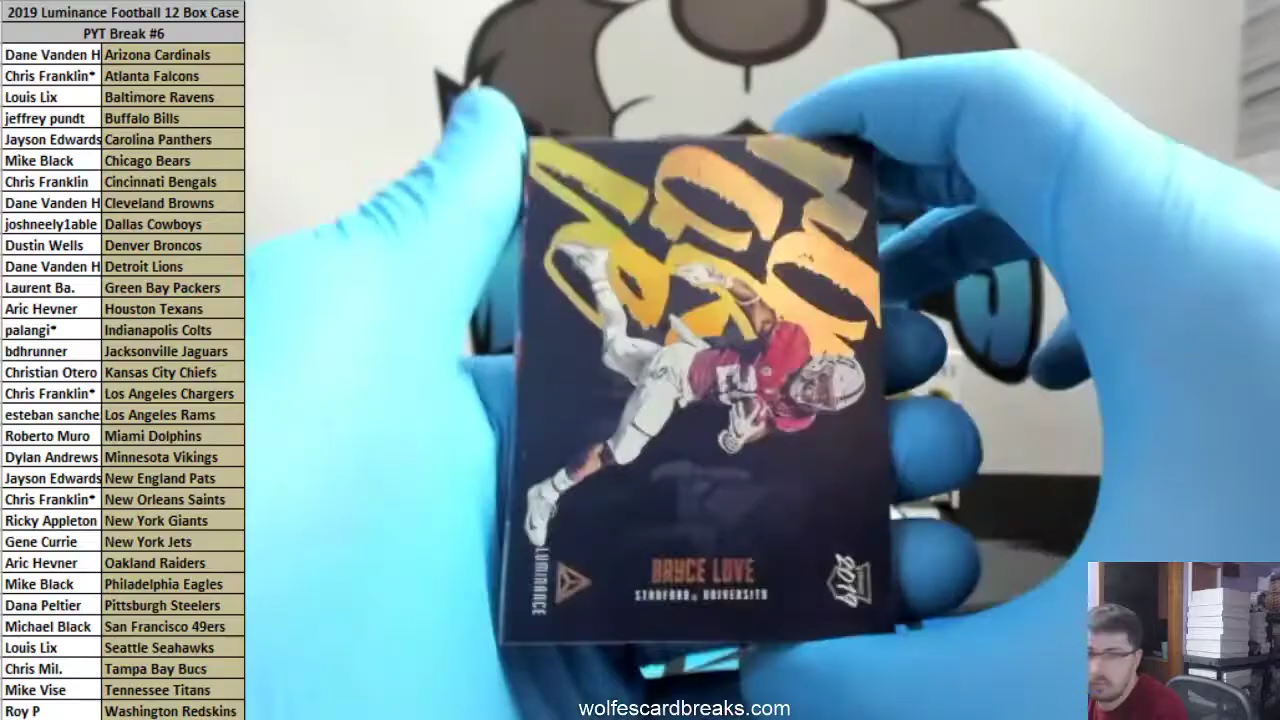 2019 Luminance Football 12 Box Case
PYT Break #6
Dane Vanden H Arizona Cardinals
Chris Franklin* Atlanta Falcons
Louis Lix Baltimore Ravens
jeffrey pundt Buffalo Bills
Jayson Edwards Carolina Panthers
Mike Black Chicago Bears
Chris Franklin Cincinnati Bengals
Dane Vanden H Cleveland Browns
joshneely1able Dallas Cowboys
Dustin Wells Denver Broncos
Dane Vanden H Detroit Lions
Laurent Ba. Green Bay Packers
Aric Hevner Houston Texans
palangi* Indianapolis Colts
bdhrunner Jacksonville Jaguars
Christian Otero Kansas City Chiefs
Chris Franklin* Los Angeles Chargers
esteban sanche Los Angeles Rams
Roberto Muro Miami Dolphins
Dylan Andrews Minnesota Vikings
Jayson Edwards New England Pats
Chris Franklin* New Orleans Saints
Ricky Appleton New York Giants
Gene Currie New York Jets
Aric Hevner Oakland Raiders
Mike Black Philadelphia Eagles
Dana Peltier Pittsburgh Steelers
Michael Black San Francisco 49ers
Louis Lix Seattle Seahawks
Chris Mil. Tampa Bay Bucs
Mike Vise Tennessee Titans
Roy P Washington Redskins
BRYCE LOVE
STANFORD UNIVERSITY
LUMINANCE
2019
wolfescardbreaks.com